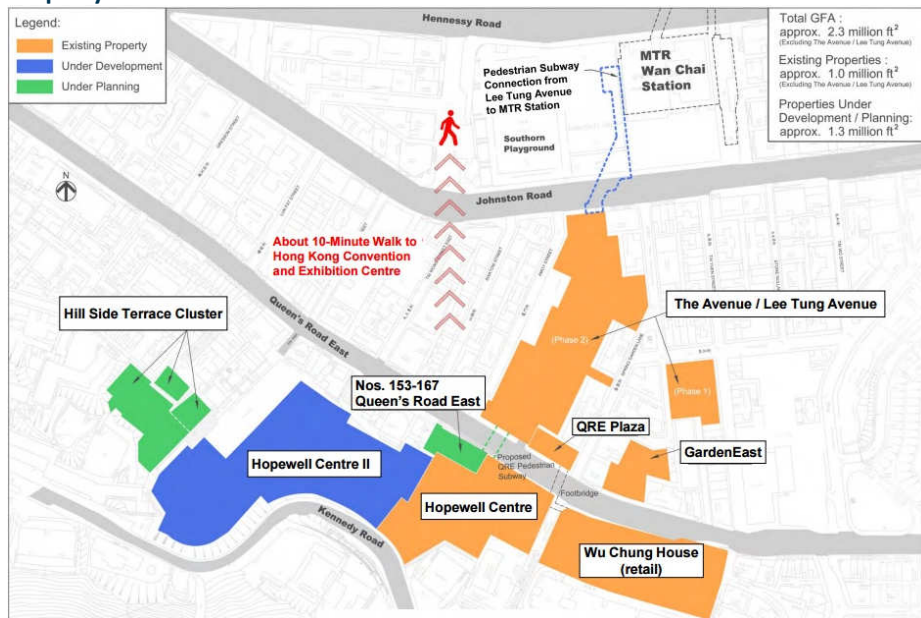 Hennessy Road
Legend:
Existing Property
Under Development
Under Planning
Total GFA :
approx. 2.3 million ft²
(Excluding The Avenue / Lee Tung Avenue)
Existing Properties :
approx. 1.0 million ft²
(Excluding The Avenue / Lee Tung Avenue)
Properties Under
Development / Planning:
approx. 1.3 million ft²
Pedestrian Subway
Connection from
Lee Tung Avenue
to MTR Station
MTR
Wan Chai
Station
Southorn
Playground
N
Johnston Road
About 10-Minute Walk to
Hong Kong Convention
and Exhibition Centre
Queen's Road East
Hill Side Terrace Cluster
The Avenue / Lee Tung Avenue
(Phase 2)
(Phase 1)
Nos. 153-167
Queen's Road East
QRE Plaza
GardenEast
Proposed
QRE Pedestrian
Subway
Footbridge
Hopewell Centre II
Hopewell Centre
Kennedy Road
Wu Chung House
(retail)